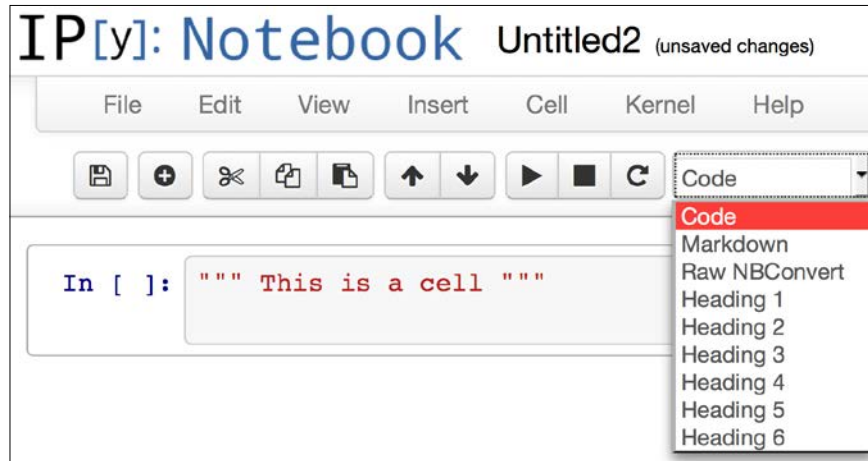 IP[y]: Notebook Untitled2 (unsaved changes)
File Edit View Insert Cell Kernel Help
Code
Code
Markdown
Raw NBConvert
Heading 1
Heading 2
Heading 3
Heading 4
Heading 5
Heading 6
In [ ]: """ This is a cell """